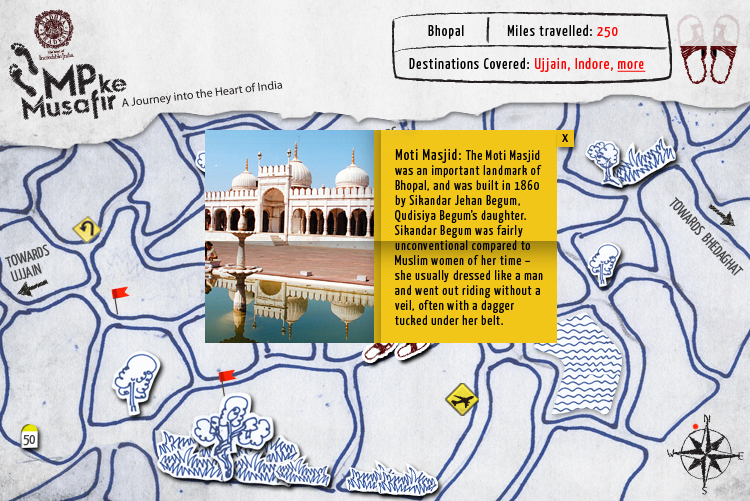 Incredible India
MP ke
Musafir
A Journey into the Heart of India
Bhopal
Miles travelled: 250
Destinations Covered: Ujjain, Indore, more
X
Moti Masjid: The Moti Masjid
was an important landmark of
Bhopal, and was built in 1860
by Sikandar Jehan Begum,
Qudisiya Begum's daughter.
Sikandar Begum was fairly
unconventional compared to
Muslim women of her time –
she usually dressed like a man
and went out riding without a
veil, often with a dagger
tucked under her belt.
TOWARDS
UJJAIN
TOWARDS BHEDAGHAT
50
N
W
E
S